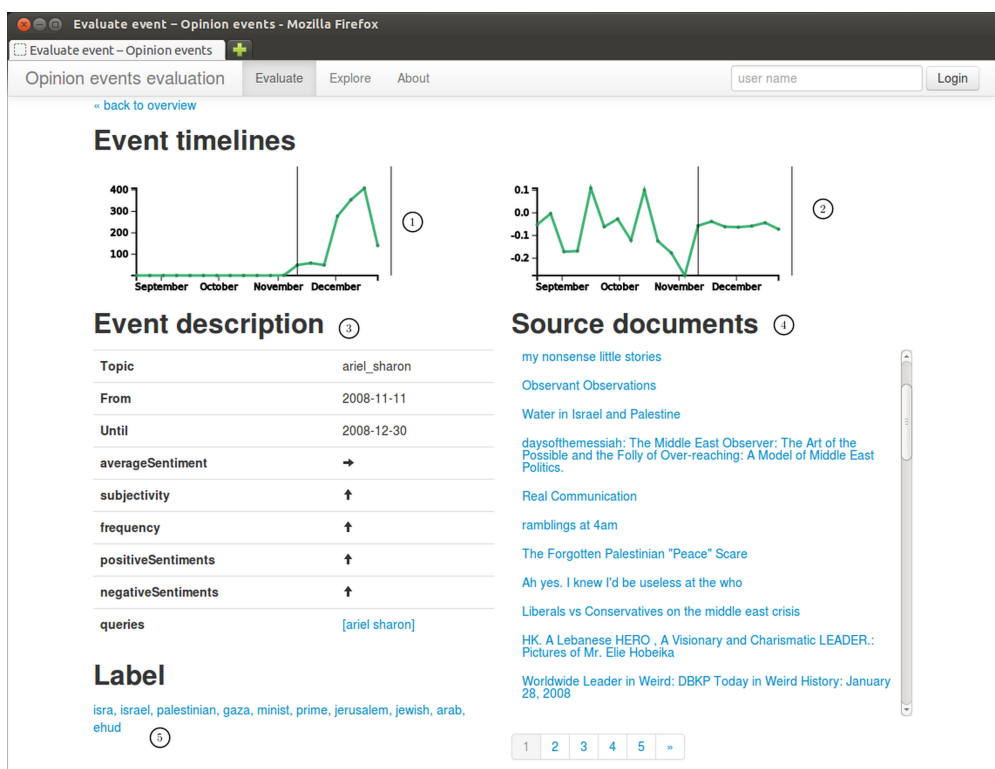 Evaluate event – Opinion events - Mozilla Firefox
Evaluate event – Opinion events
Opinion events evaluation Evaluate Explore About user name Login
« back to overview
Event timelines
400
300
200
100
September October November December
1
0.1
0.0
-0.1
-0.2
September October November December
2
Event description 3
Topic ariel_sharon
From 2008-11-11
Until 2008-12-30
averageSentiment →
subjectivity ↑
frequency ↑
positiveSentiments ↑
negativeSentiments ↑
queries [ariel sharon]
Label
isra, israel, palestinian, gaza, minist, prime, jerusalem, jewish, arab,
ehud
5
Source documents 4
my nonsense little stories
Observant Observations
Water in Israel and Palestine
daysofthemessiah: The Middle East Observer: The Art of the
Possible and the Folly of Over-reaching: A Model of Middle East
Politics.
Real Communication
ramblings at 4am
The Forgotten Palestinian "Peace" Scare
Ah yes. I knew I'd be useless at the who
Liberals vs Conservatives on the middle east crisis
HK. A Lebanese HERO , A Visionary and Charismatic LEADER.:
Pictures of Mr. Elie Hobeika
Worldwide Leader in Weird: DBKP Today in Weird History: January
28, 2008
1 2 3 4 5 »